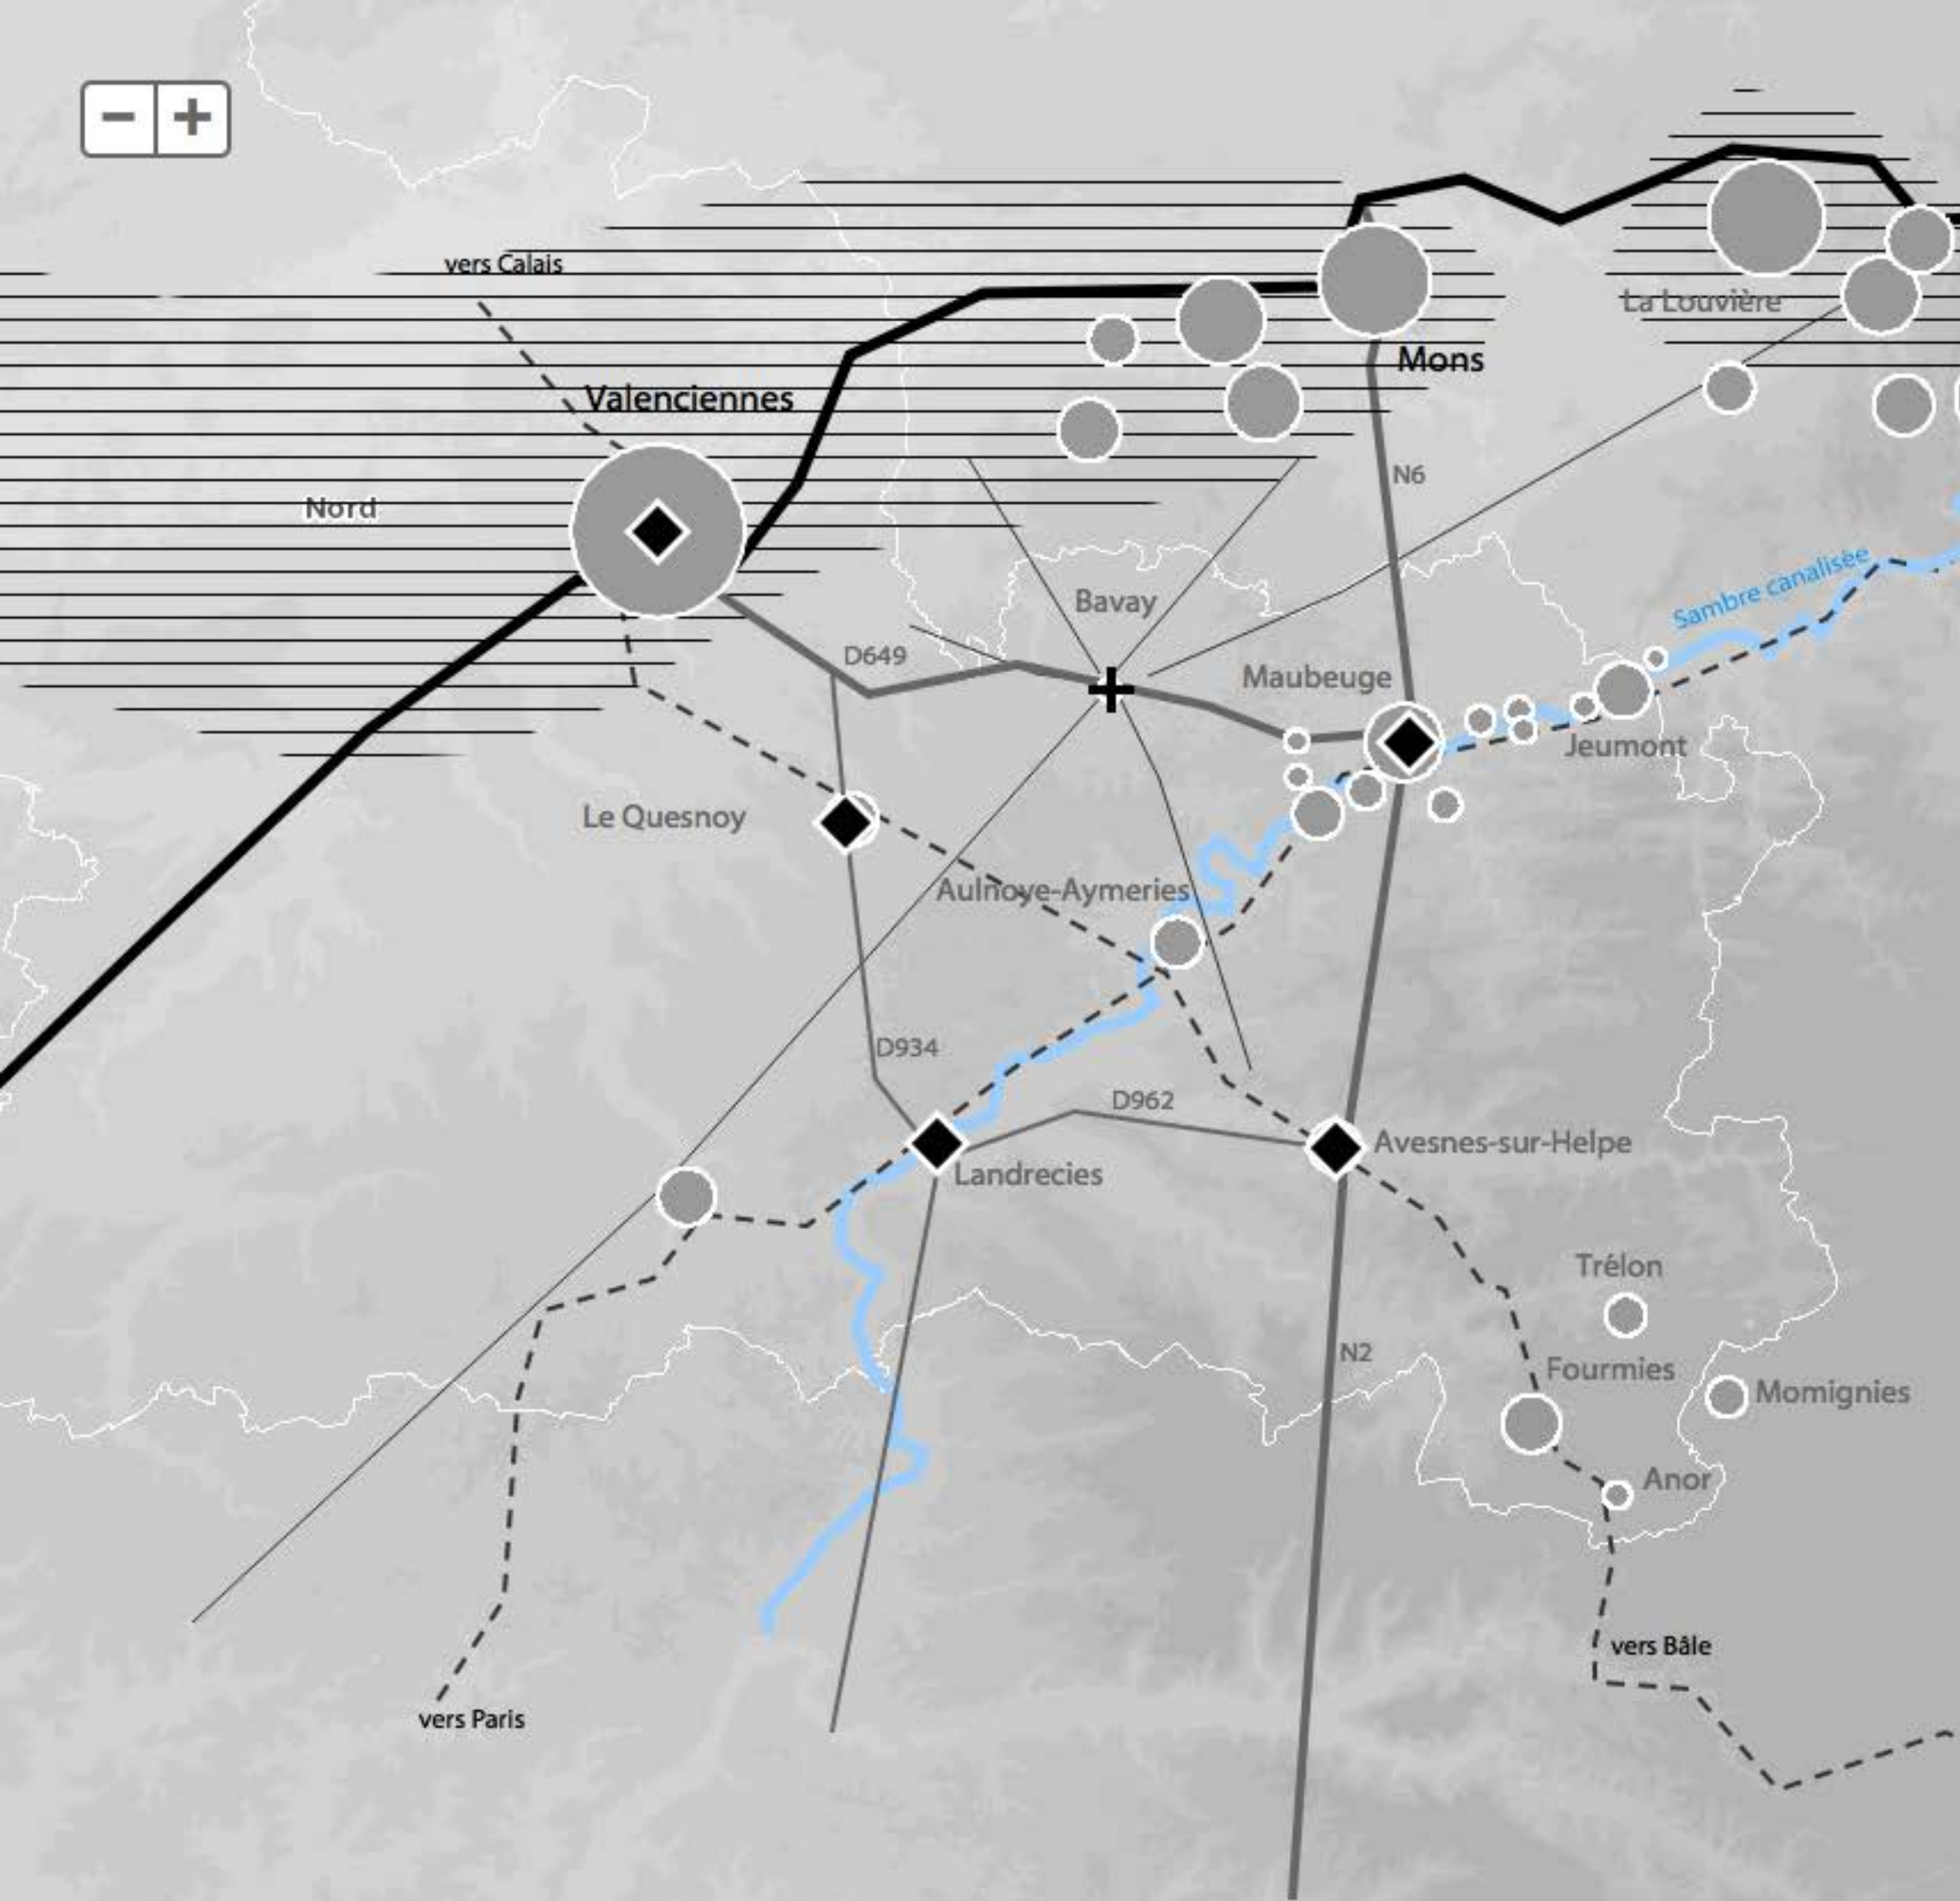 − +
vers Calais
La Louvière
Mons
Valenciennes
N6
Nord
Sambre canalisée
Bavay
D649
Maubeuge
Jeumont
Le Quesnoy
Aulnoye-Aymeries
D934
D962
Avesnes-sur-Helpe
Landrecies
Trélon
N2
Fourmies
Momignies
Anor
vers Bâle
vers Paris